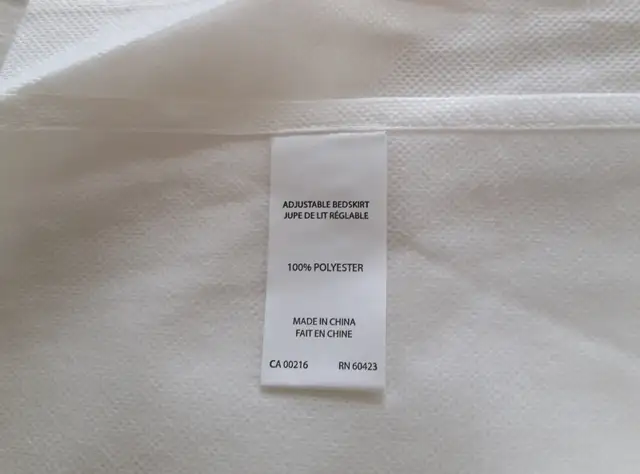 ADJUSTABLE BEDSKIRT
JUPE DE LIT RÉGLABLE
100% POLYESTER
MADE IN CHINA
FAIT EN CHINE
CA 00216 RN 60423